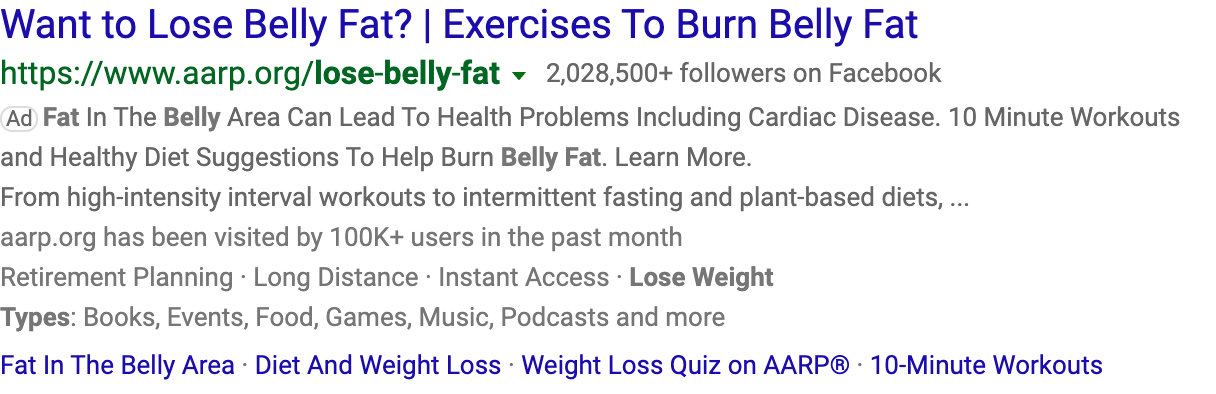 Want to Lose Belly Fat? | Exercises To Burn Belly Fat
https://www.aarp.org/lose-belly-fat 2,028,500+ followers on Facebook
Ad Fat In The Belly Area Can Lead To Health Problems Including Cardiac Disease. 10 Minute Workouts
and Healthy Diet Suggestions To Help Burn Belly Fat. Learn More.
From high-intensity interval workouts to intermittent fasting and plant-based diets, ...
aarp.org has been visited by 100K+ users in the past month
Retirement Planning · Long Distance · Instant Access · Lose Weight
Types: Books, Events, Food, Games, Music, Podcasts and more
Fat In The Belly Area · Diet And Weight Loss · Weight Loss Quiz on AARP® · 10-Minute Workouts